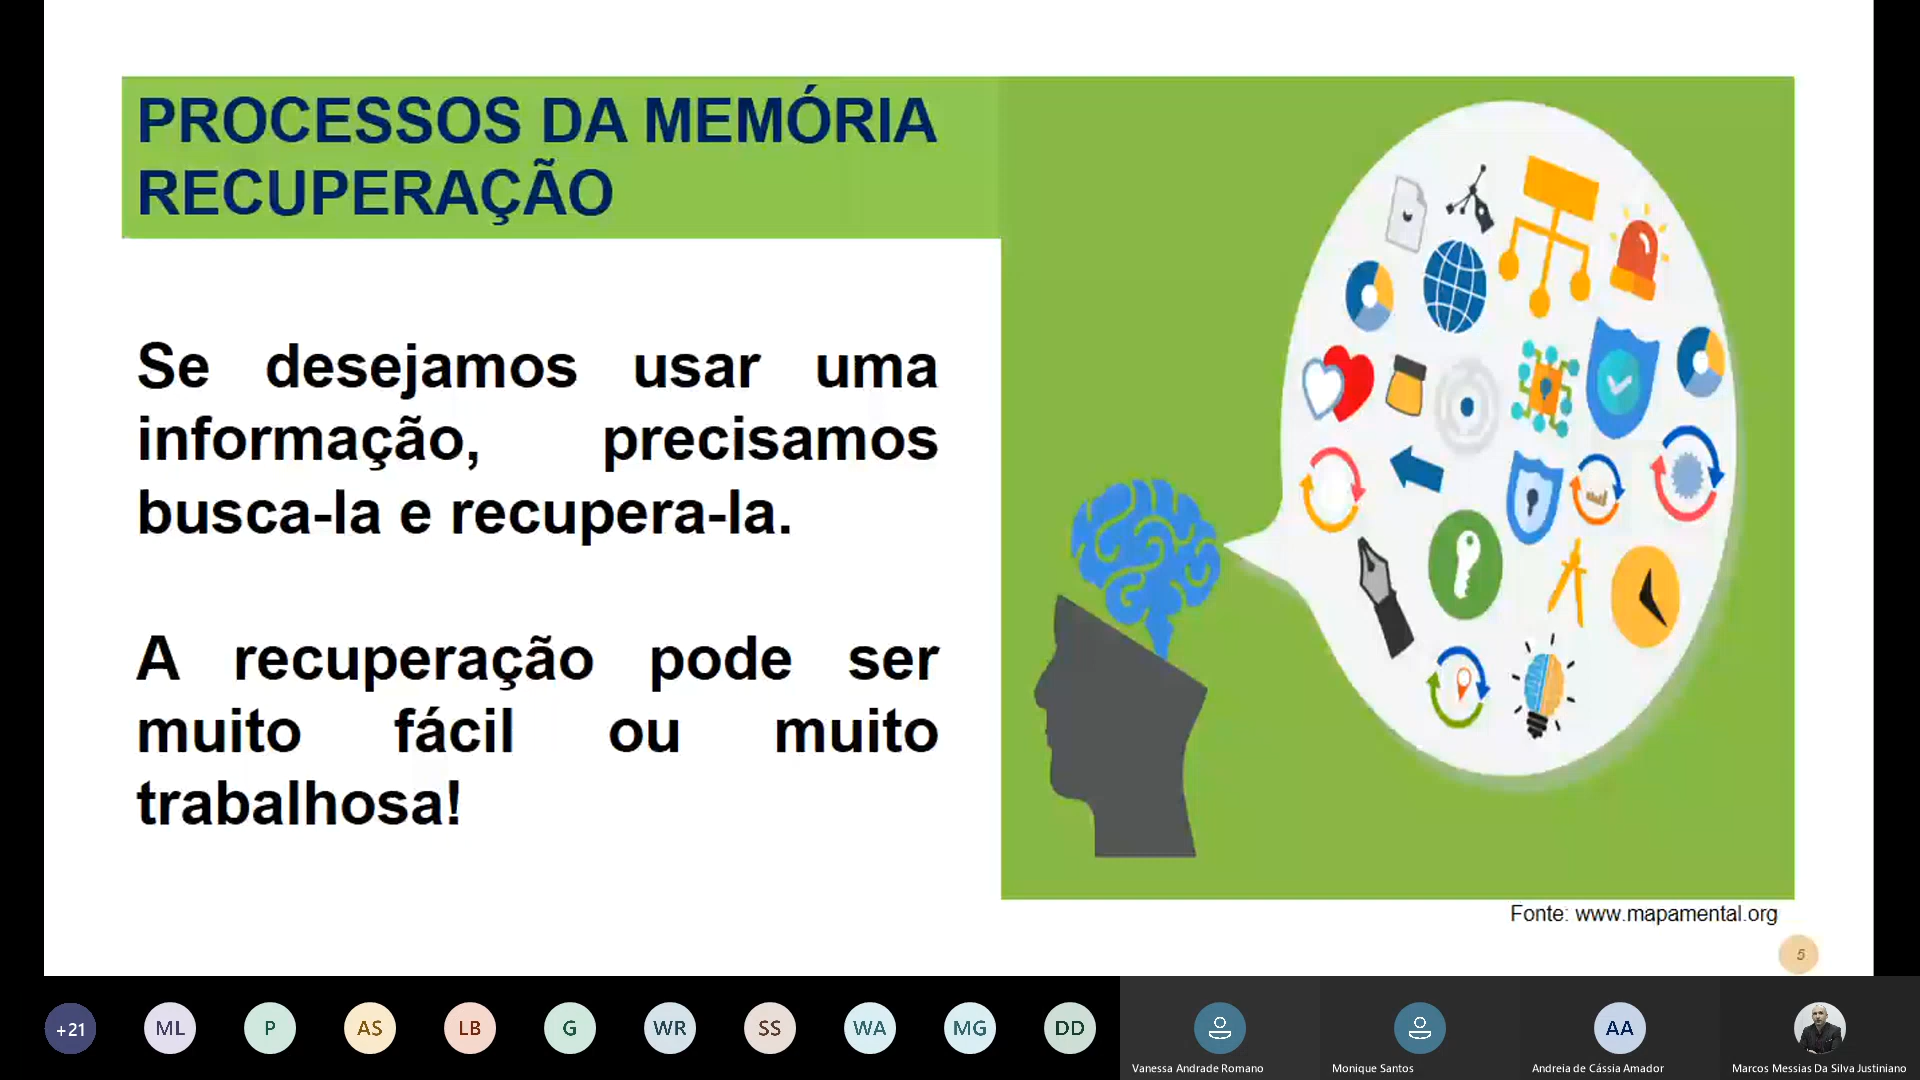 PROCESSOS DA MEMÓRIA
RECUPERAÇÃO
Se desejamos usar uma
informação, precisamos
busca-la e recupera-la.
A recuperação pode ser
muito fácil ou muito
trabalhosa!
Fonte: www.mapamental.org
5
+21
ML
P
AS
LB
G
WR
SS
WA
MG
DD
AA
Vanessa Andrade Romano
Monique Santos
Andreia de Cássia Amador
Marcos Messias Da Silva Justiniano